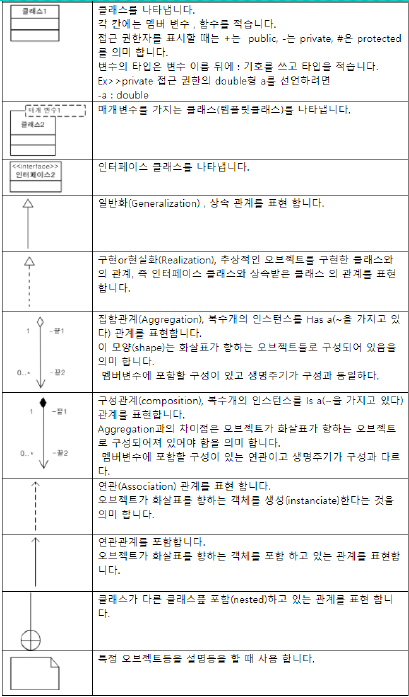 클래스1
클래스를 나타냅니다.
각 칸에는 멤버 변수, 함수를 적습니다.
접근 권한자를 표시할 때는 +는 public, -는 private, #은 protected
를 의미 합니다.
변수의 타입은 변수 이름 뒤에 : 기호를 쓰고 타입을 적습니다.
Ex>>private 접근 권한의 double형 a를 선언하려면
-a : double
매개 변수1
클래스2
매개변수를 가지는 클래스(템플릿클래스)를 나타냅니다.
<<interface>>
인터페이스2
인터페이스 클래스를 나타냅니다.
일반화(Generalization) , 상속 관계를 표현 합니다.
구현or현실화(Realization), 추상적인 오브젝트를 구현한 클래스와
의 관계, 즉 인터페이스 클래스와 상속받은 클래스 의 관계를 표현
합니다.
1
-끝1
0..*
-끝2
집합관계(Aggregation), 복수개의 인스턴스를 Has a(~을 가지고 있
다) 관계를 표현합니다.
이 모양(shape)는 화살표가 향하는 오브젝트들로 구성되어 있음을
의미 합니다.
멤버변수에 포함할 구성이 있고 생명주기가 구성과 동일하다.
1
-끝1
0..*
-끝2
구성관계(composition), 복수개의 인스턴스를 Is a(~을 가지고 있다)
관계를 표현합니다.
Aggregation과의 차이점은 오브젝트가 화살표가 향하는 오브젝트
로 구성되어져 있어야 함을 의미 합니다.
멤버변수에 포함할 구성이 있는 연관이고 생명주기가 구성과 다르
다.
연관(Association) 관계를 표현 합니다.
오브젝트가 화살표를 향하는 객체를 생성(instanciate)한다는 것을
의미 합니다.
연관관계를 포함합니다.
오브젝트가 화살표를 향하는 객체를 포함 하고 있는 관계를 표현합
니다.
클래스가 다른 클래스를 포함(nested)하고 있는 관계를 표현 합니
다.
특정 오브젝트등을 설명등을 할 때 사용 합니다.